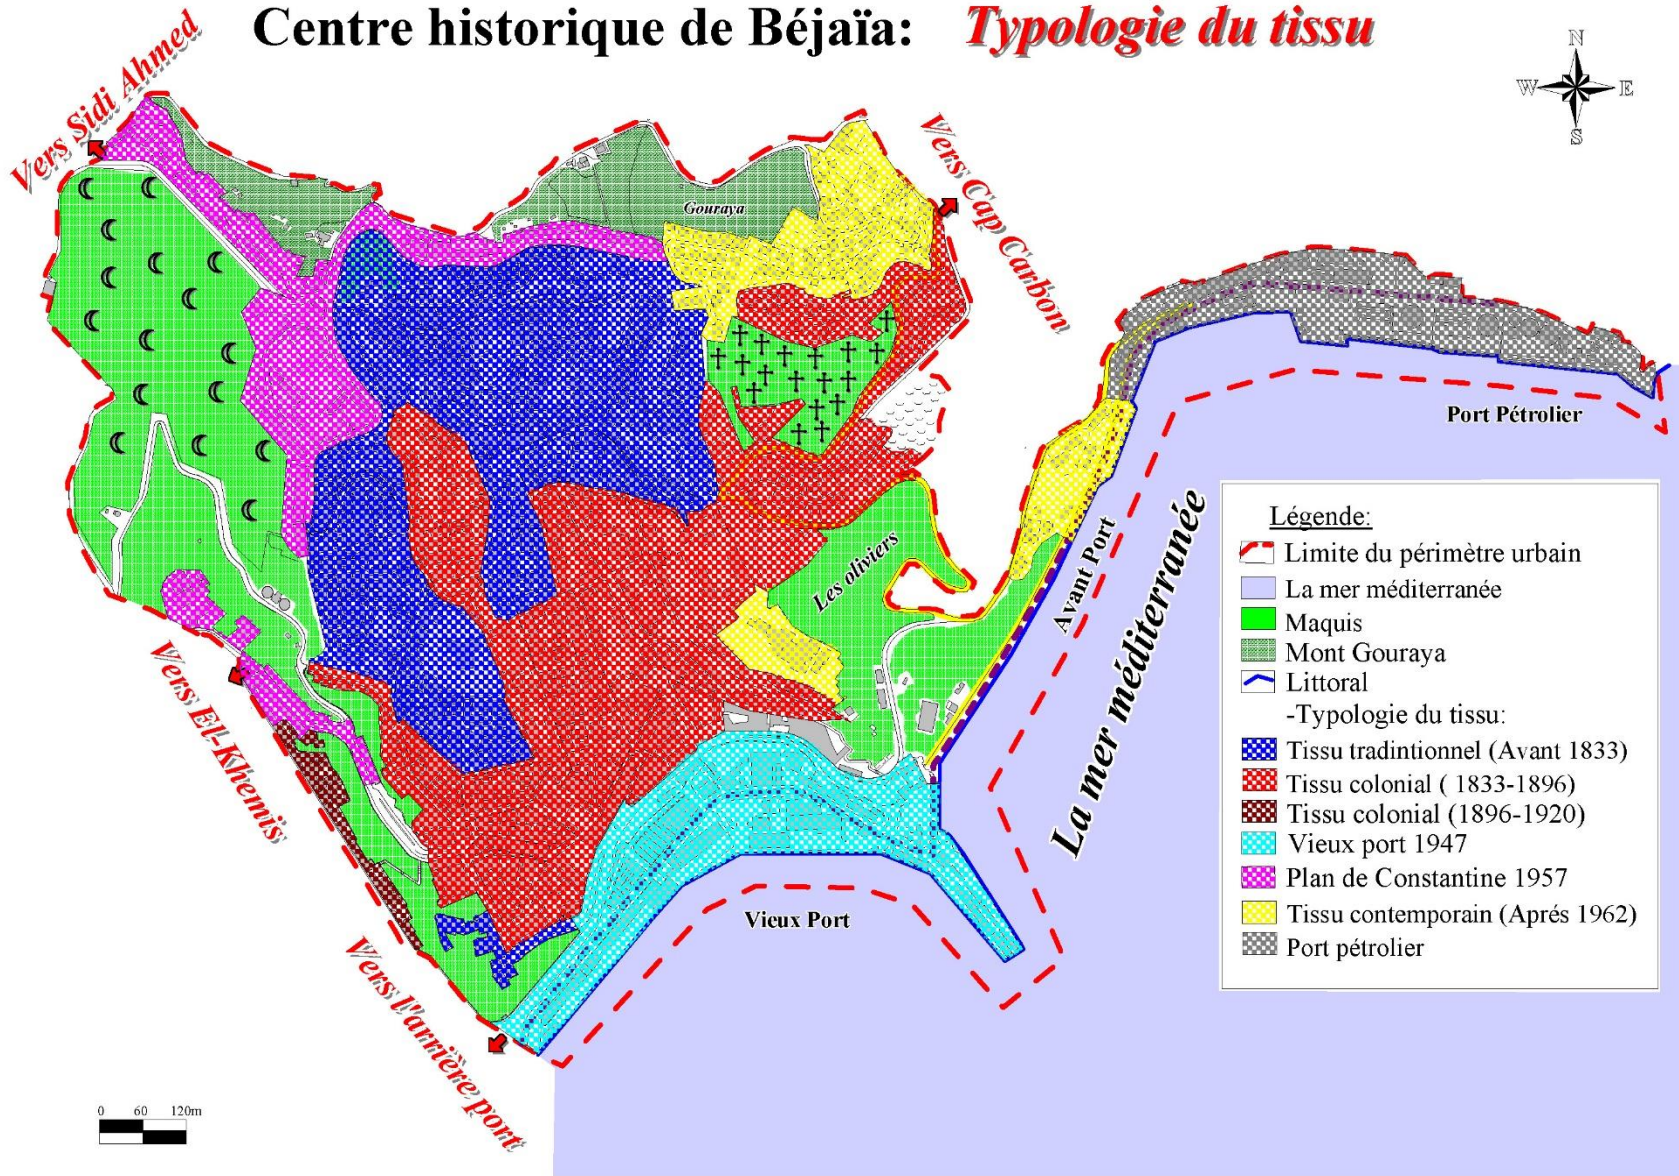 Centre historique de Béjaïa: Typologie du tissu
N
W E
S
Vers Sidi Ahmed
Vers Cap Carbon
Gouraya
Port Pétrolier
Les oliviers
Avant Port
La mer méditerranée
Vers El-Khemis
Vieux Port
Vers l'arrière port
0 60 120m
Légende:
Limite du périmètre urbain
La mer méditerranée
Maquis
Mont Gouraya
Littoral
-Typologie du tissu:
Tissu tradintionnel (Avant 1833)
Tissu colonial ( 1833-1896)
Tissu colonial (1896-1920)
Vieux port 1947
Plan de Constantine 1957
Tissu contemporain (Aprés 1962)
Port pétrolier